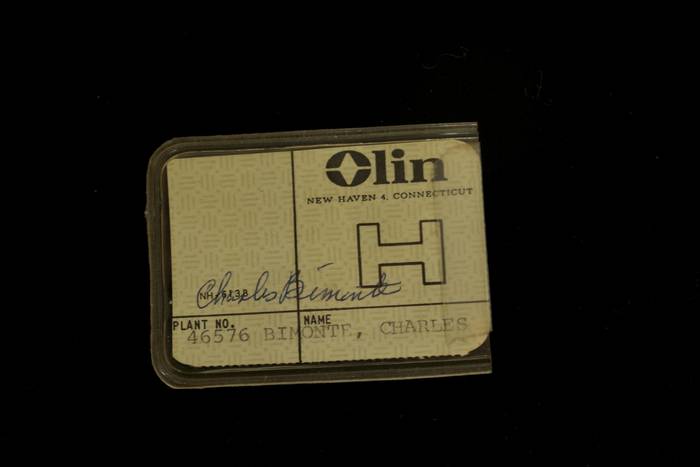 Olin
NEW HAVEN 4, CONNECTICUT
H
Charles Bimonte
PLANT NO. NAME
46576 BIMONTE, CHARLES